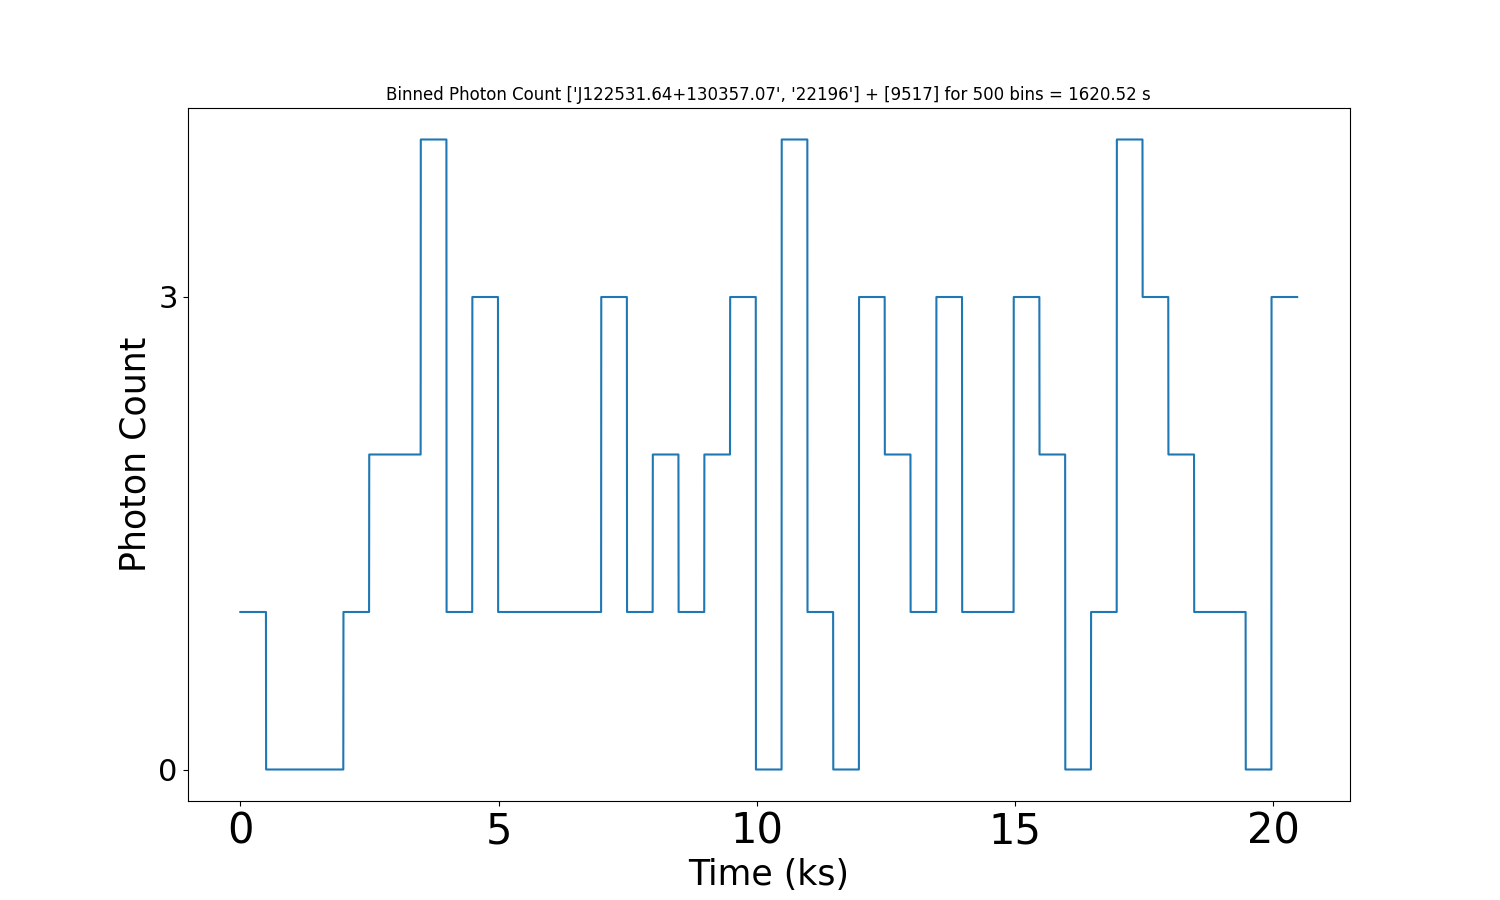 Binned Photon Count ['J122531.64+130357.07', '22196'] + [9517] for 500 bins = 1620.52 s
Photon Count
3
0
0 5 10 15 20
Time (ks)